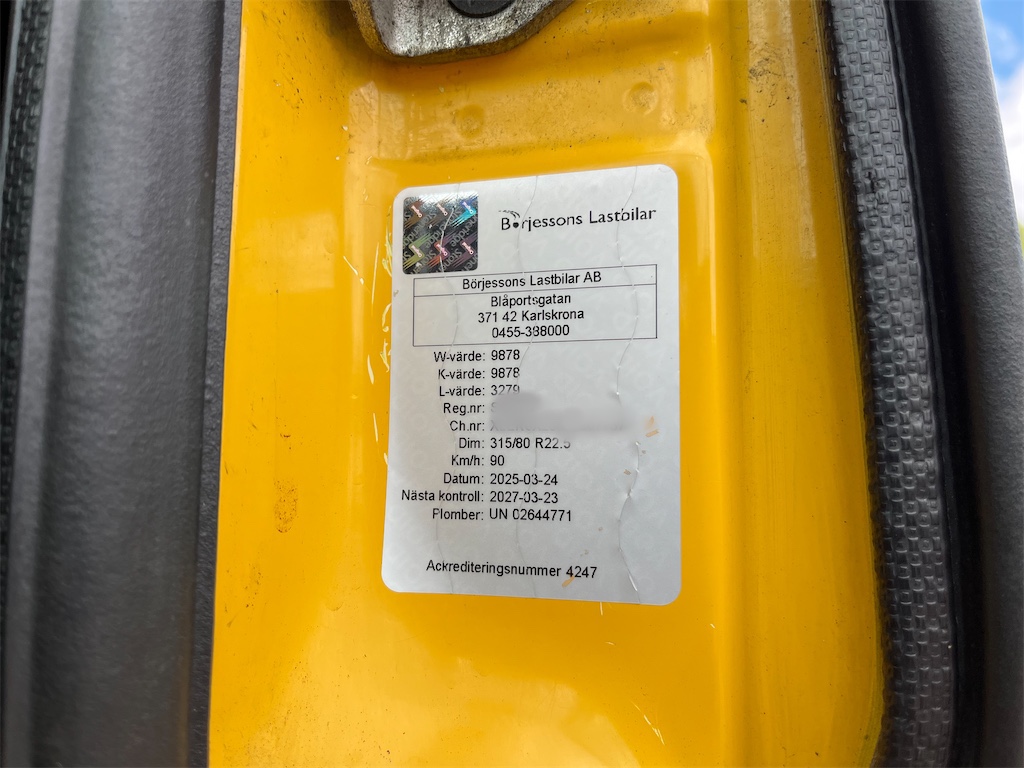 Börjessons Lastbilar
Börjessons Lastbilar AB
Blåportsgatan
371 42 Karlskrona
0455-388000
W-värde: 9878
K-värde: 9878
L-värde: 3279
Reg.nr:
Ch.nr:
Dim: 315/80 R22.5
Km/h: 90
Datum: 2025-03-24
Nästa kontroll: 2027-03-23
Plomber: UN 02644771
Ackrediteringsnummer 4247